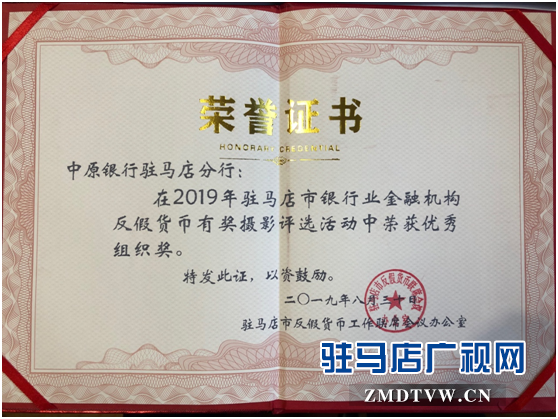 荣誉证书
HONORARY CREDENTIAL
中原银行驻马店分行：
在2019年驻马店市银行业金融机构
反假货币有奖摄影评选活动中荣获优秀
组织奖。
特发此证，以资鼓励。
二〇一九年八月三十日
驻马店市反假货币工作联席会议办公室
驻马店广视网
ZMDTVW.CN